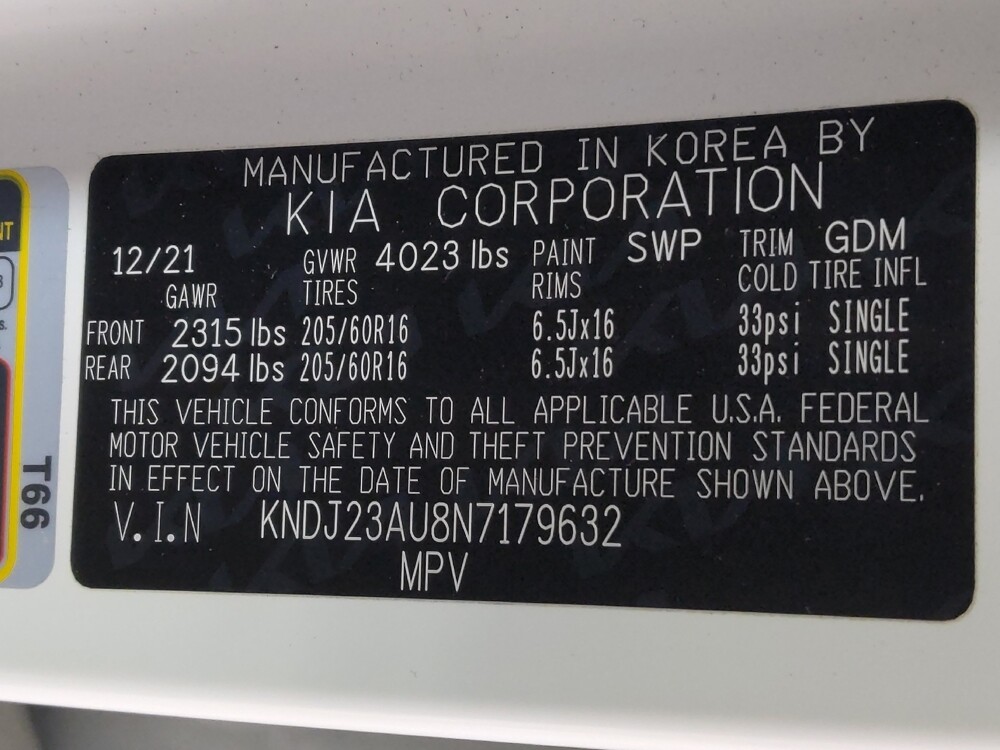 MANUFACTURED IN KOREA BY
KIA CORPORATION
12/21 GVWR 4023 lbs PAINT SWP TRIM GDM
GAWR TIRES RIMS COLD TIRE INFL
FRONT 2315 lbs 205/60R16 6.5Jx16 33psi SINGLE
REAR 2094 lbs 205/60R16 6.5Jx16 33psi SINGLE
THIS VEHICLE CONFORMS TO ALL APPLICABLE U.S.A. FEDERAL
MOTOR VEHICLE SAFETY AND THEFT PREVENTION STANDARDS
IN EFFECT ON THE DATE OF MANUFACTURE SHOWN ABOVE.
V.I.N KNDJ23AU8N7179632
MPV
T66